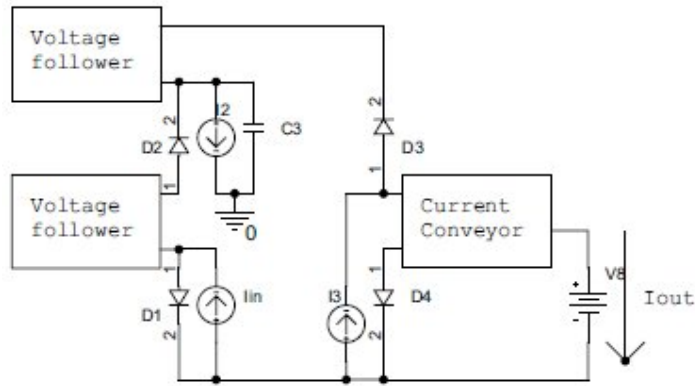 Voltage
follower
2
D2
1
I2
C3
0
2
D3
1
Voltage
follower
Current
Conveyor
1
D1
2
Iin
I3
1
D4
2
V8
+
-
Iout